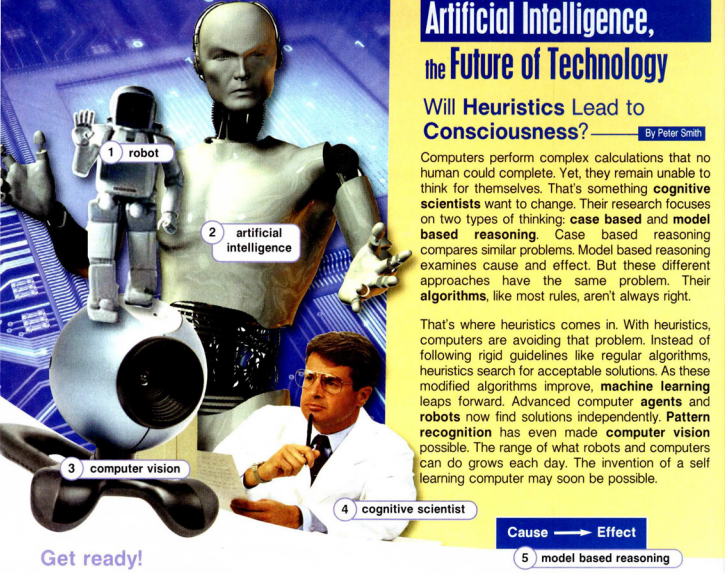 Artificial Intelligence,
the Future of Technology
Will Heuristics Lead to
Consciousness?
By Peter Smith
Computers perform complex calculations that no
human could complete. Yet, they remain unable to
think for themselves. That's something cognitive
scientists want to change. Their research focuses
on two types of thinking: case based and model
based reasoning. Case based reasoning
compares similar problems. Model based reasoning
examines cause and effect. But these different
approaches have the same problem. Their
algorithms, like most rules, aren't always right.
That's where heuristics comes in. With heuristics,
computers are avoiding that problem. Instead of
following rigid guidelines like regular algorithms,
heuristics search for acceptable solutions. As these
modified algorithms improve, machine learning
leaps forward. Advanced computer agents and
robots now find solutions independently. Pattern
recognition has even made computer vision
possible. The range of what robots and computers
can do grows each day. The invention of a self
learning computer may soon be possible.
1 robot
2 artificial
intelligence
3 computer vision
4 cognitive scientist
Cause → Effect
5 model based reasoning
Get ready!